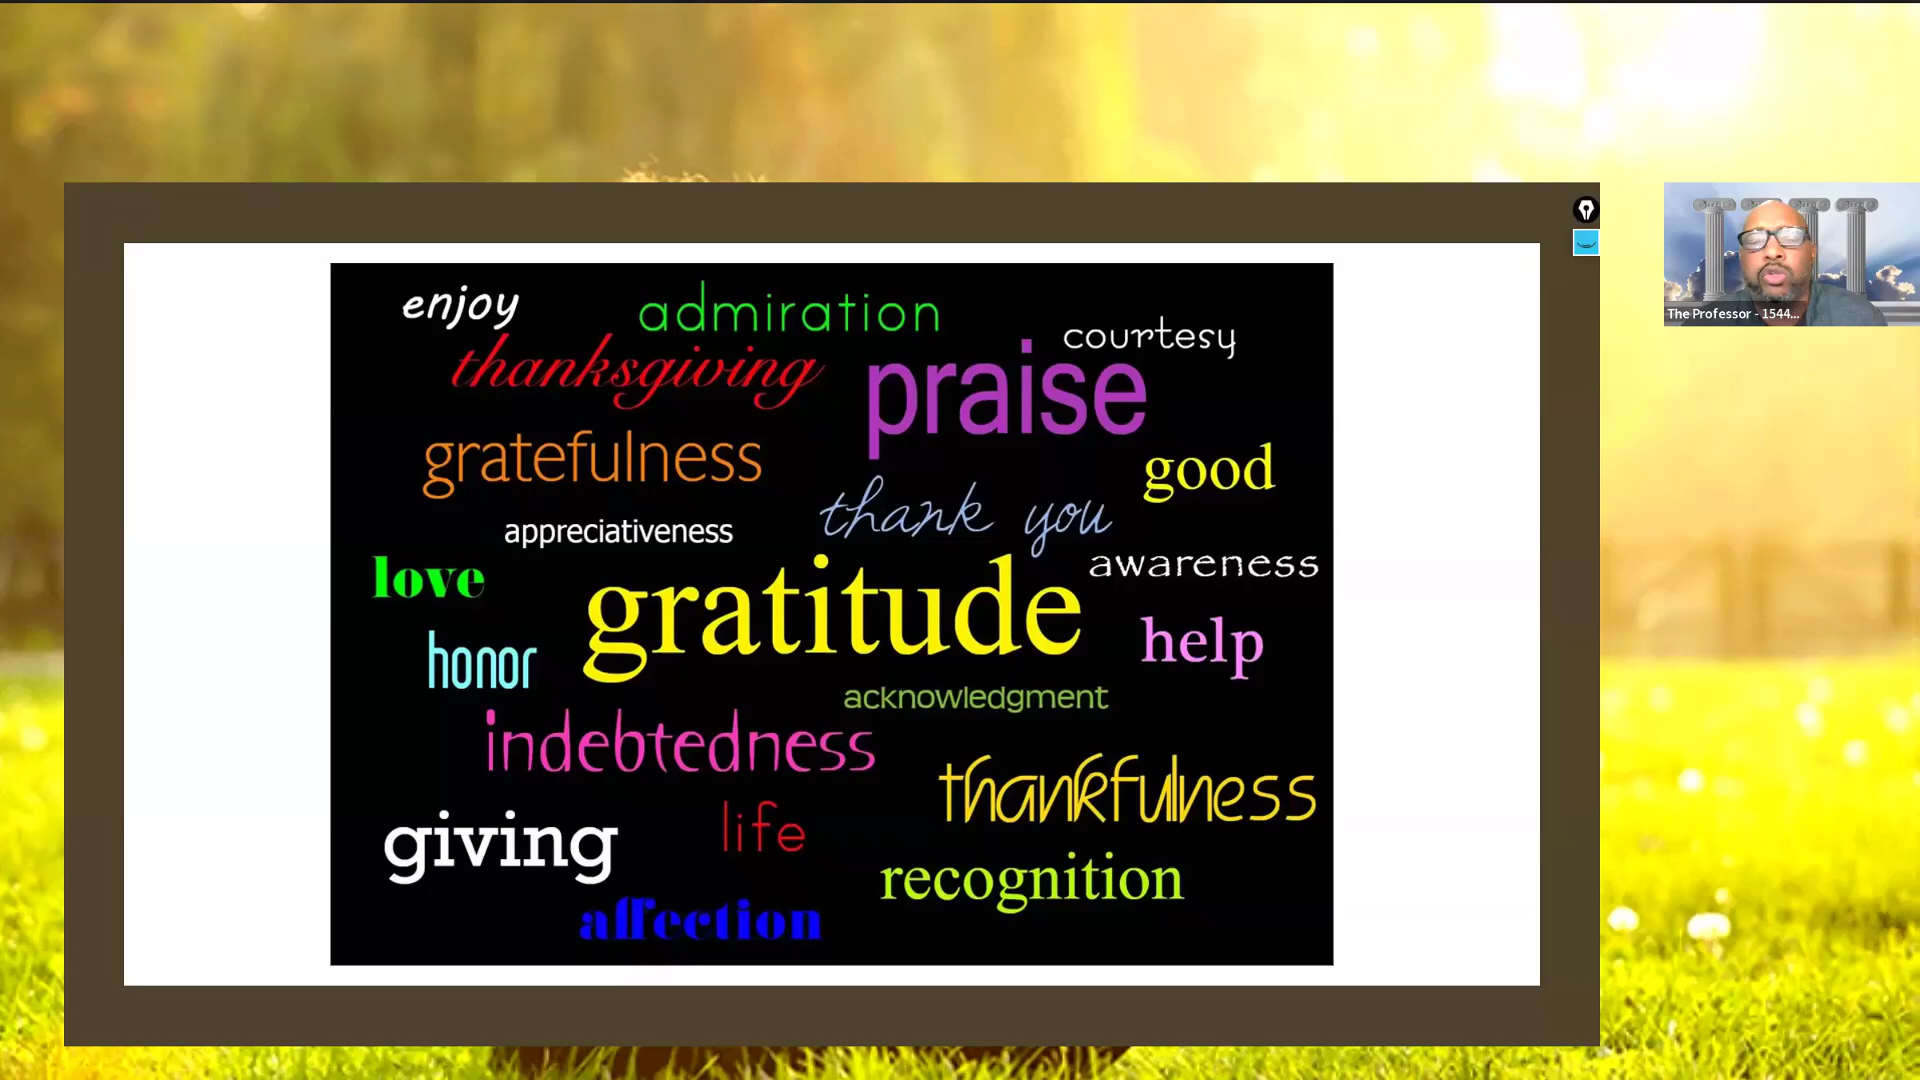 enjoy
admiration
courtesy
thanksgiving
praise
gratefulness
good
thank you
appreciativeness
awareness
love
gratitude
help
honor
acknowledgment
indebtedness
thankfulness
giving
life
recognition
affection
The Professor - 1544...